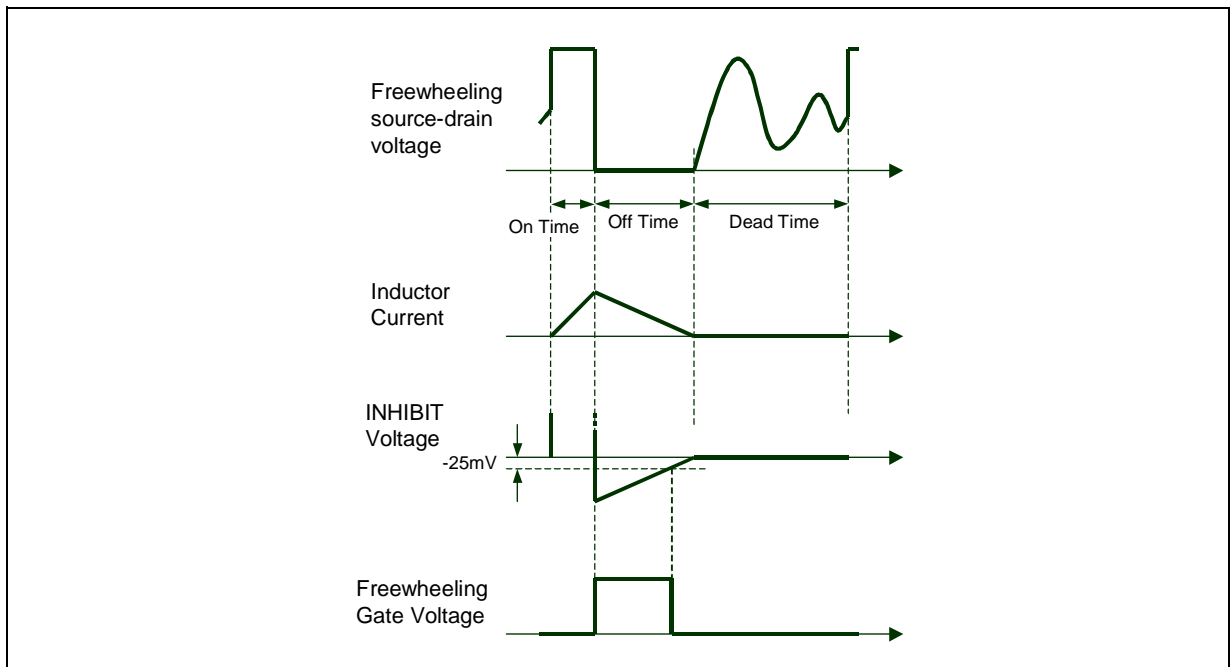 Freewheeling
source-drain
voltage
On Time
Off Time
Dead Time
Inductor
Current
INHIBIT
Voltage
-25mV
Freewheeling
Gate Voltage